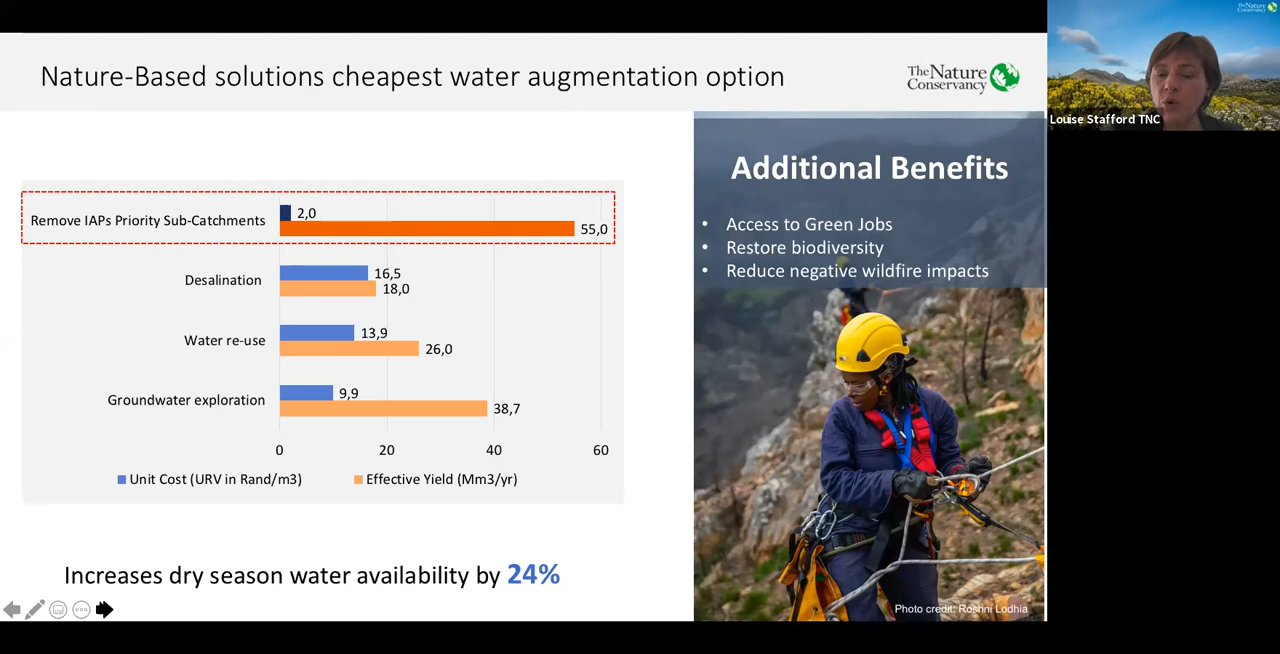 Nature-Based solutions cheapest water augmentation option
The Nature
Conservancy
Remove IAPs Priority Sub-Catchments
2,0
55,0
Desalination
16,5
18,0
Water re-use
13,9
26,0
Groundwater exploration
9,9
38,7
0
20
40
60
Unit Cost (URV in Rand/m3)
Effective Yield (Mm3/yr)
Increases dry season water availability by 24%
Additional Benefits
• Access to Green Jobs
• Restore biodiversity
• Reduce negative wildfire impacts
Photo credit: Roshni Lodhia
The Nature
Conservancy
Louise Stafford TNC